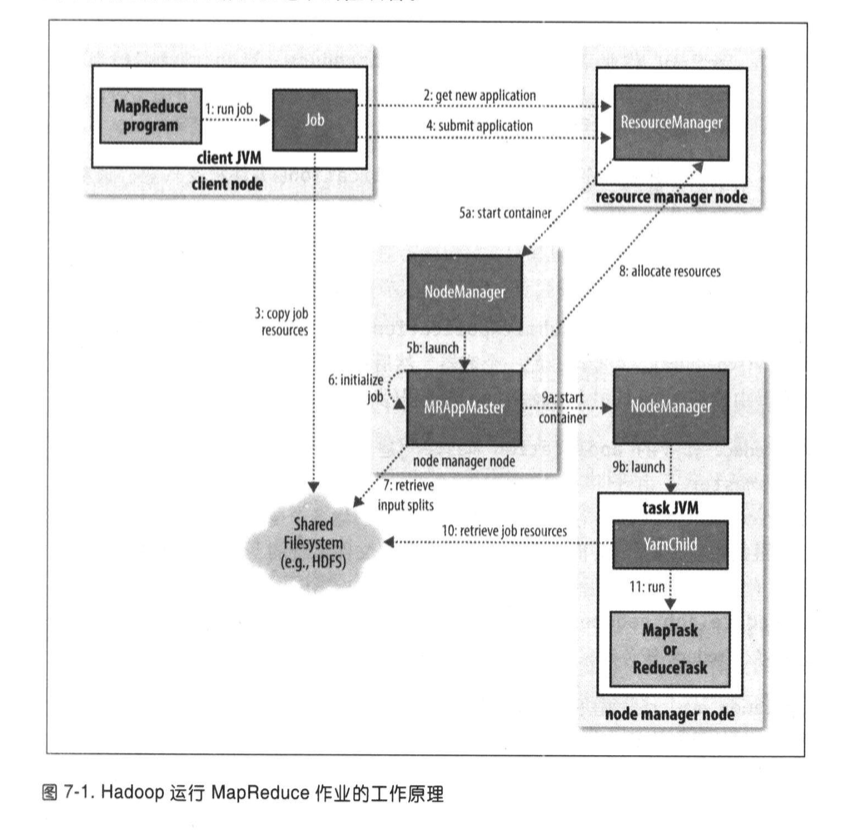 MapReduce
program
1: run job
Job
client JVM
client node
2: get new application
4: submit application
ResourceManager
resource manager node
5a: start container
8: allocate resources
3: copy job
resources
NodeManager
5b: launch
6: initialize
job
MRAppMaster
node manager node
9a: start
container
NodeManager
9b: launch
7: retrieve
input splits
Shared
Filesystem
(e.g., HDFS)
10: retrieve job resources
task JVM
YarnChild
11: run
MapTask
or
ReduceTask
node manager node
图 7-1. Hadoop 运行 MapReduce 作业的工作原理